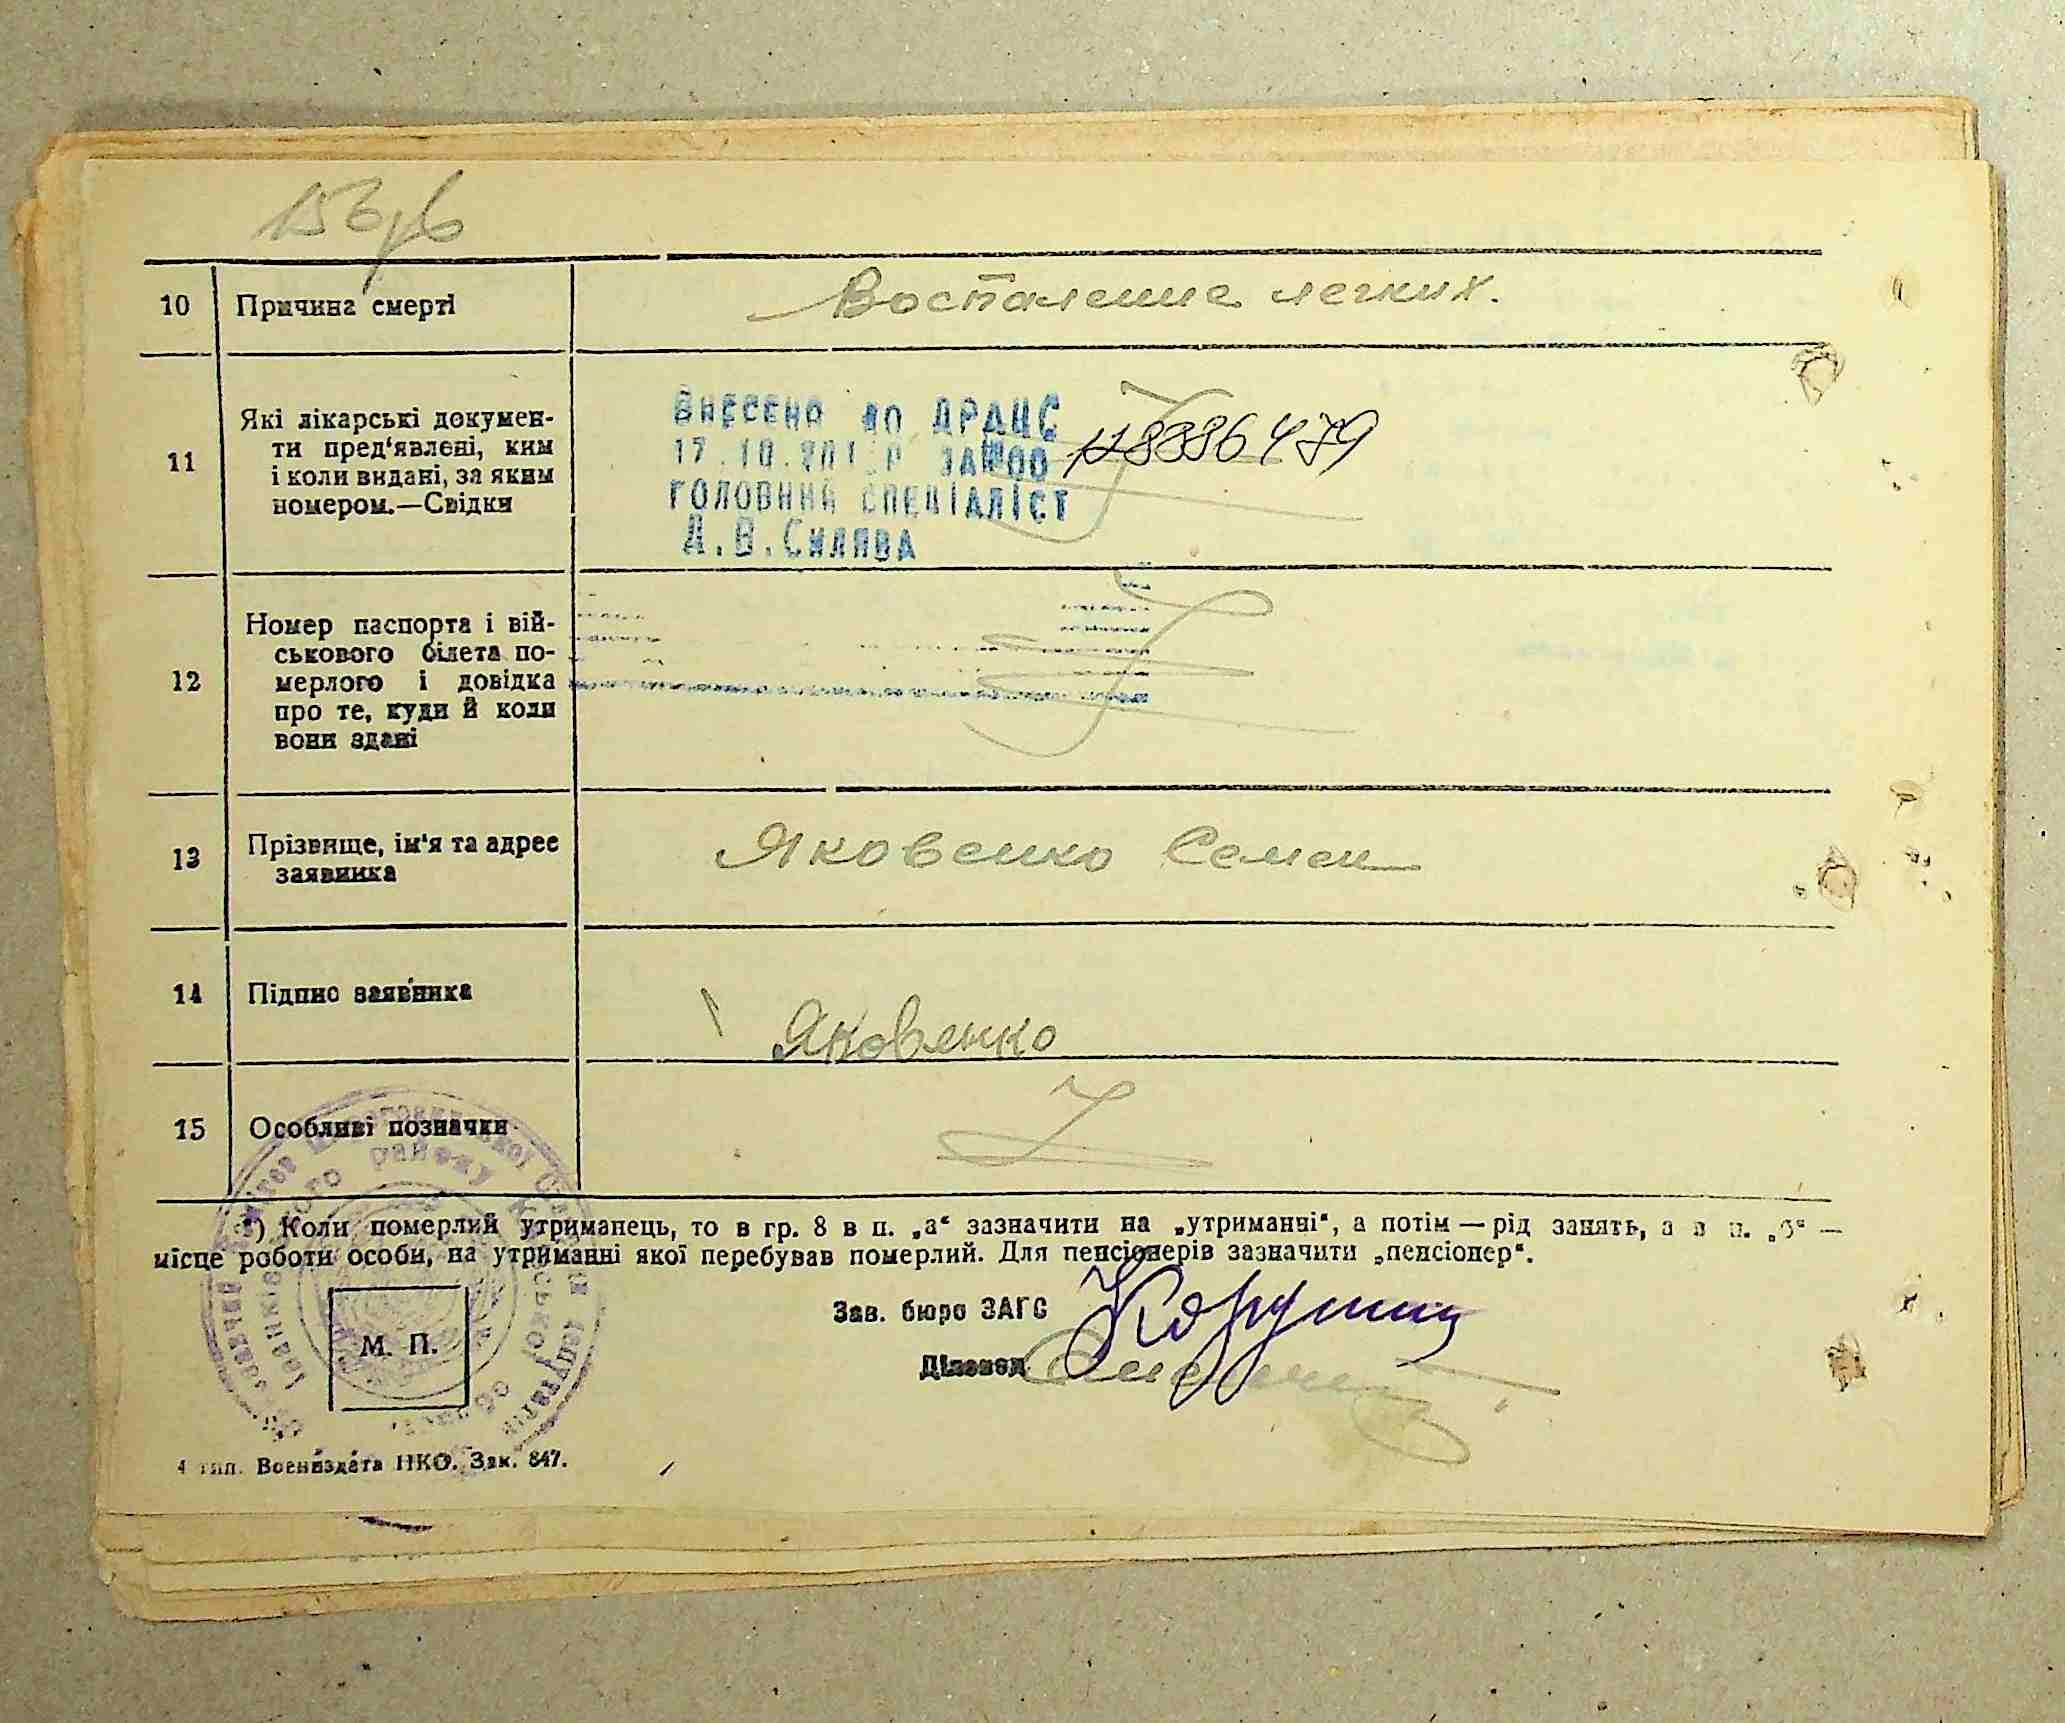 10 Причина смерті Воспаление легких.
11 Які лікарські докумен-
ти пред'явлені, ким
і коли видані, за яким
номером.—Свідки
Внесено до ДРАЦС
17.10.201 р за №00
головний спеціаліст
А.В.Силява
12 Номер паспорта і вій-
ськового білета по-
мерлого і довідка
про те, куди й коли
вони здані
13 Прізвище, ім'я та адрес Яковенко Семен
заявника
14 Підпис заявника Яковенко
15 Особливі позначки
¹) Коли померлий утриманець, то в гр. 8 в п. „а“ зазначити на „утриманні“, а потім — рід занять, а в п. „б“ —
місце роботи особи, на утриманні якої перебував померлий. Для пенсіонерів зазначити „пенсіонер“.
Зав. бюро ЗАГС
М. П.
Діловод
4 тип. Воениздата НКО. Зак. 847.